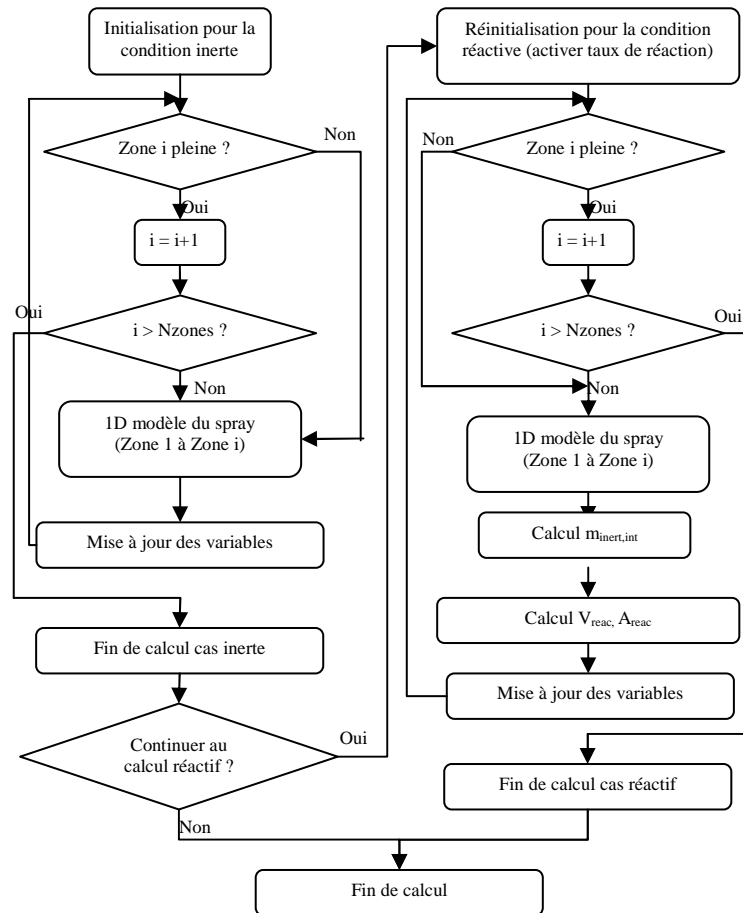 Initialisation pour la
condition inerte
Zone i pleine ?
Non
Oui
i = i+1
Oui
i > Nzones ?
Non
1D modèle du spray
(Zone 1 à Zone i)
Mise à jour des variables
Fin de calcul cas inerte
Continuer au
calcul réactif ?
Oui
Non
Réinitialisation pour la condition
réactive (activer taux de réaction)
Non
Zone i pleine ?
Oui
i = i+1
i > Nzones ?
Oui
Non
1D modèle du spray
(Zone 1 à Zone i)
Calcul minert,int
Calcul Vreac, Areac
Mise à jour des variables
Fin de calcul cas réactif
Fin de calcul